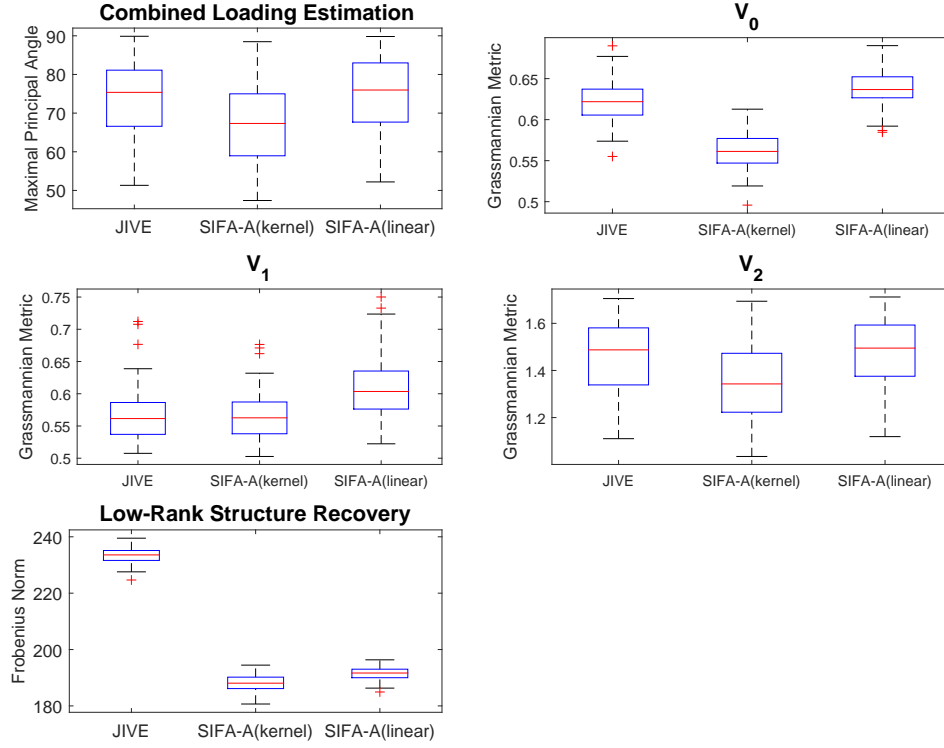 Combined Loading Estimation
Maximal Principal Angle
90
80
70
60
50
JIVE SIFA-A(kernel) SIFA-A(linear)
V0
Grassmannian Metric
0.65
0.6
0.55
0.5
JIVE SIFA-A(kernel) SIFA-A(linear)
V1
Grassmannian Metric
0.75
0.7
0.65
0.6
0.55
0.5
JIVE SIFA-A(kernel) SIFA-A(linear)
V2
Grassmannian Metric
1.6
1.4
1.2
JIVE SIFA-A(kernel) SIFA-A(linear)
Low-Rank Structure Recovery
Frobenius Norm
240
220
200
180
JIVE SIFA-A(kernel) SIFA-A(linear)